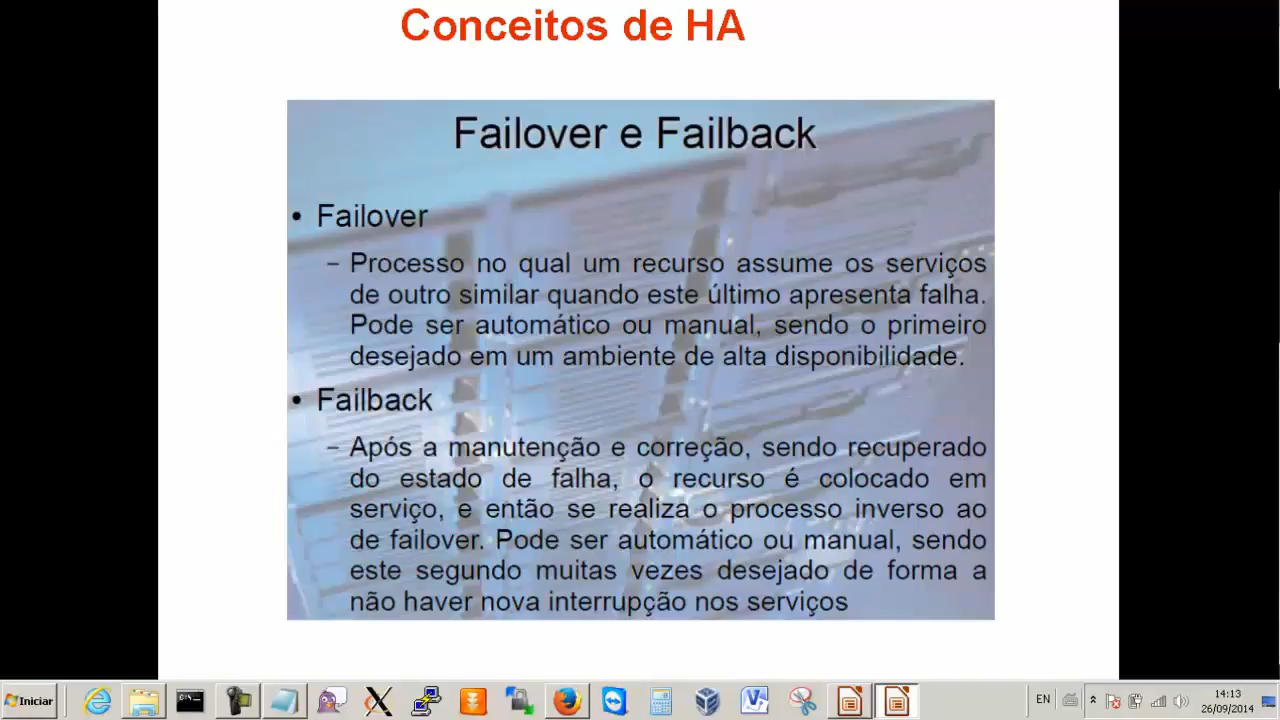 Conceitos de HA
Failover e Failback
• Failover
– Processo no qual um recurso assume os serviços
de outro similar quando este último apresenta falha.
Pode ser automático ou manual, sendo o primeiro
desejado em um ambiente de alta disponibilidade.
• Failback
– Após a manutenção e correção, sendo recuperado
do estado de falha, o recurso é colocado em
serviço, e então se realiza o processo inverso ao
de failover. Pode ser automático ou manual, sendo
este segundo muitas vezes desejado de forma a
não haver nova interrupção nos serviços
Iniciar
EN
14:13
26/09/2014